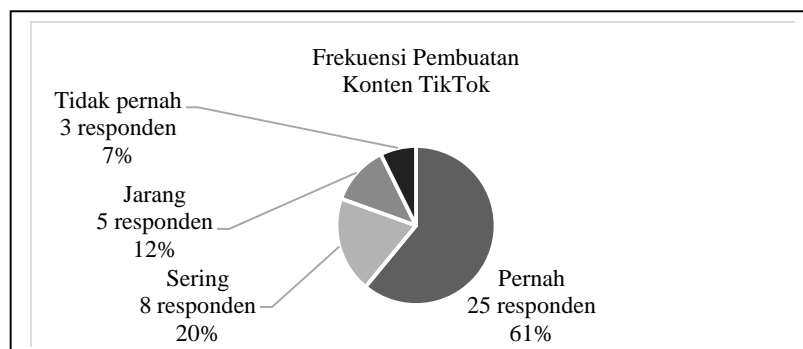 Frekuensi Pembuatan
Konten TikTok
Tidak pernah
3 responden
7%
Jarang
5 responden
12%
Sering
8 responden
20%
Pernah
25 responden
61%